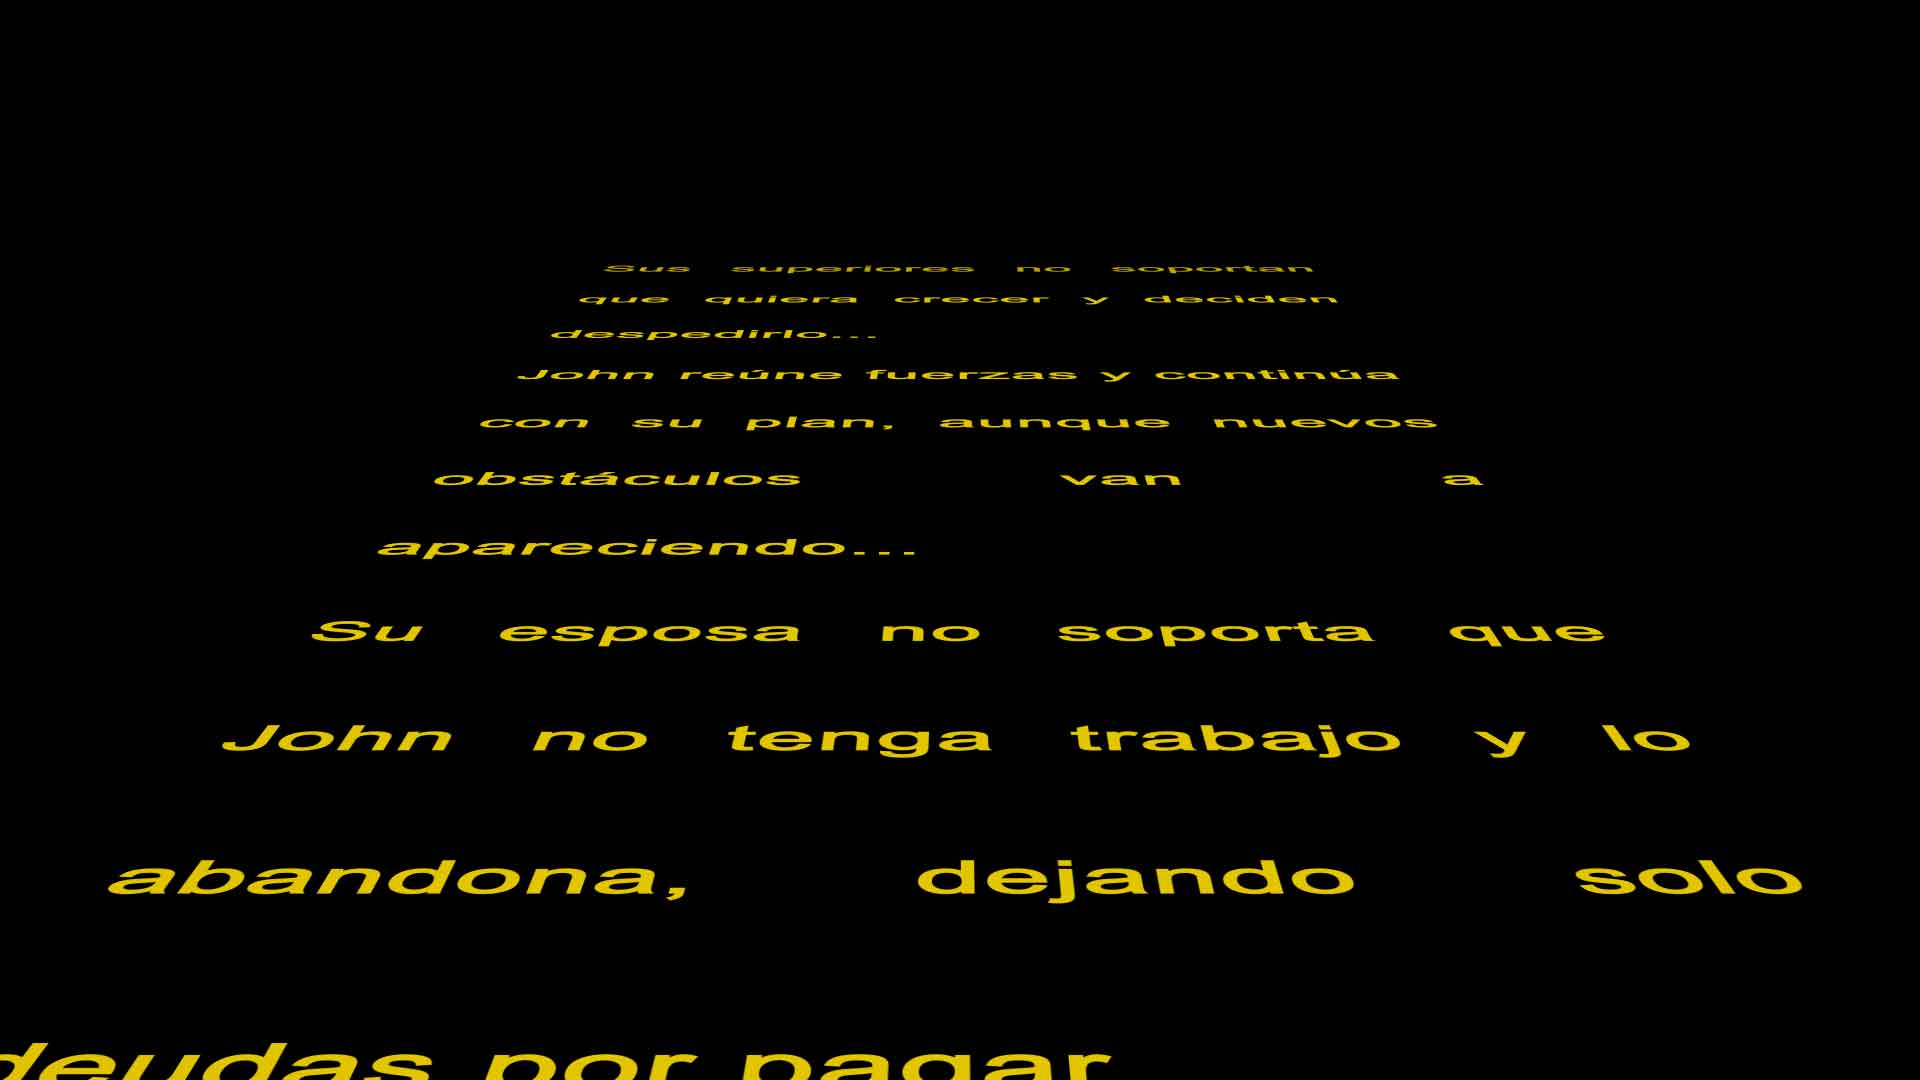 Sus superiores no soportan
que quiera crecer y deciden
despedirlo...
John reúne fuerzas y continúa
con su plan, aunque nuevos
obstáculos van a
apareciendo...
Su esposa no soporta que
John no tenga trabajo y lo
abandona, dejando solo
deudas por pagar